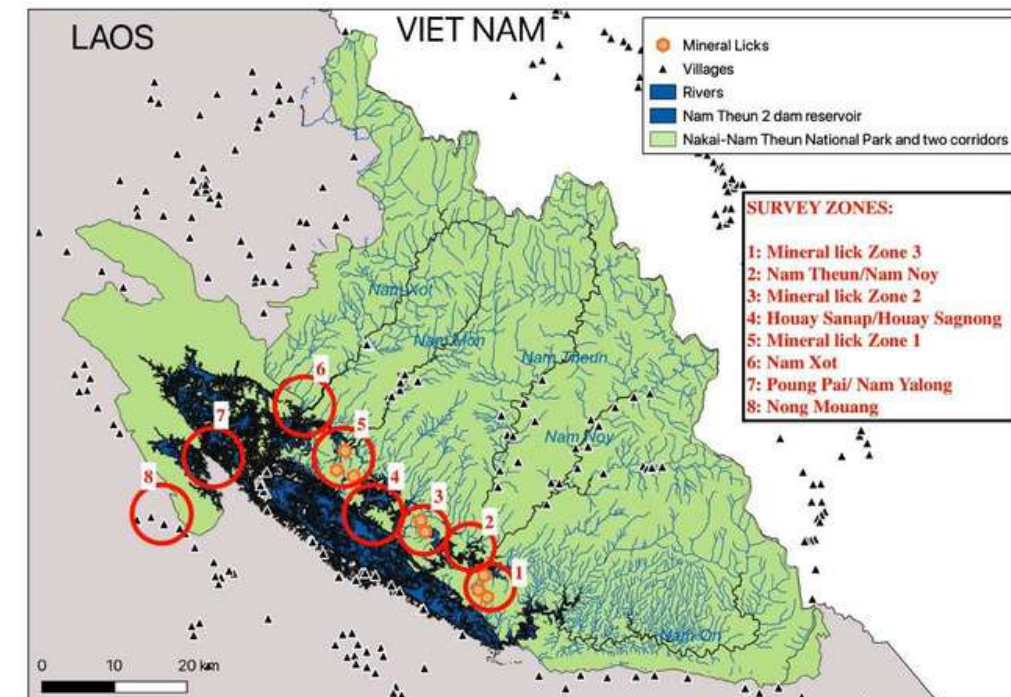 LAOS
VIET NAM
Mineral Licks
Villages
Rivers
Nam Theun 2 dam reservoir
Nakai-Nam Theun National Park and two corridors
SURVEY ZONES:
1: Mineral lick Zone 3
2: Nam Theun/Nam Noy
3: Mineral lick Zone 2
4: Houay Sanap/Houay Sagnong
5: Mineral lick Zone 1
6: Nam Xot
7: Poung Pai/ Nam Yalong
8: Nong Mouang
Nam Xot
Nam Mon
Nam Theun
Nam Noy
Nam On
6
7
5
8
4
3
2
1
0 10 20 km